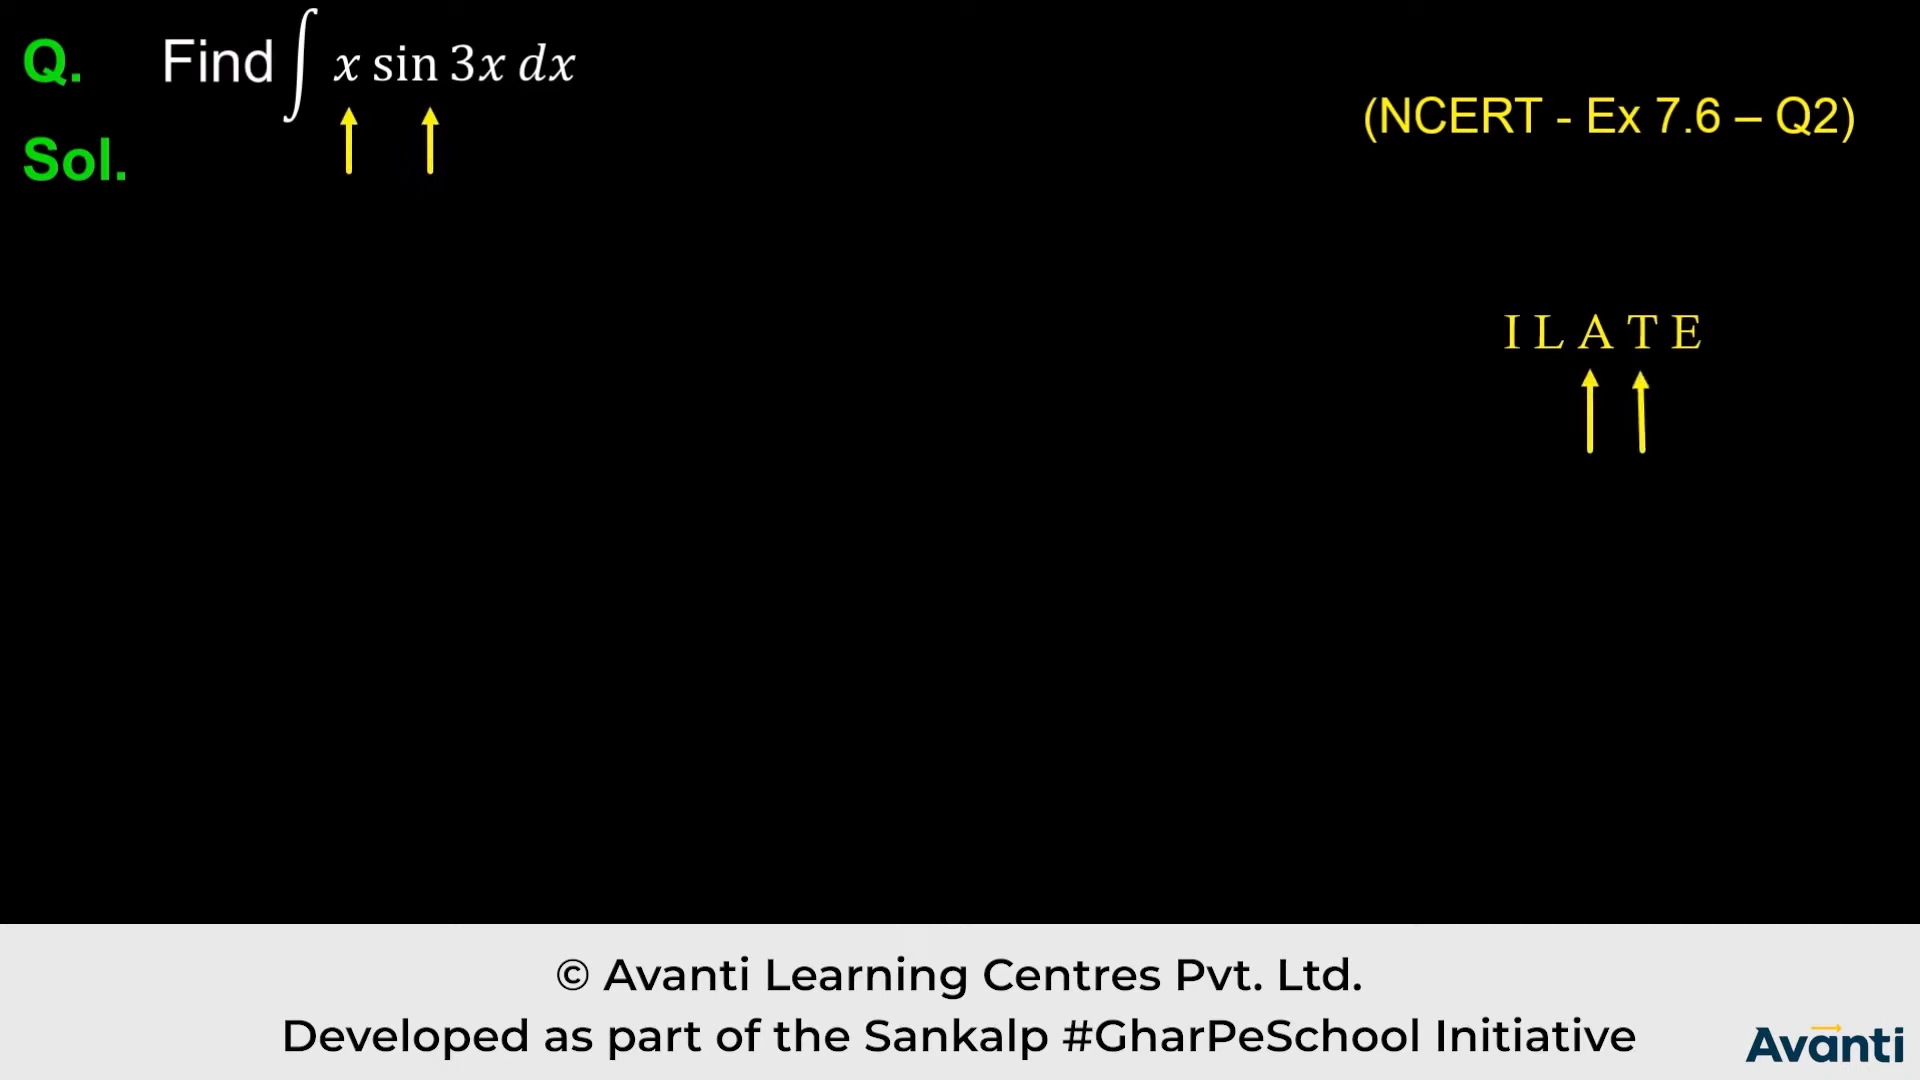 Q. Find ∫ x sin 3x dx
(NCERT - Ex 7.6 – Q2)
Sol.
I L A T E
© Avanti Learning Centres Pvt. Ltd.
Developed as part of the Sankalp #GharPeSchool Initiative
Avanti